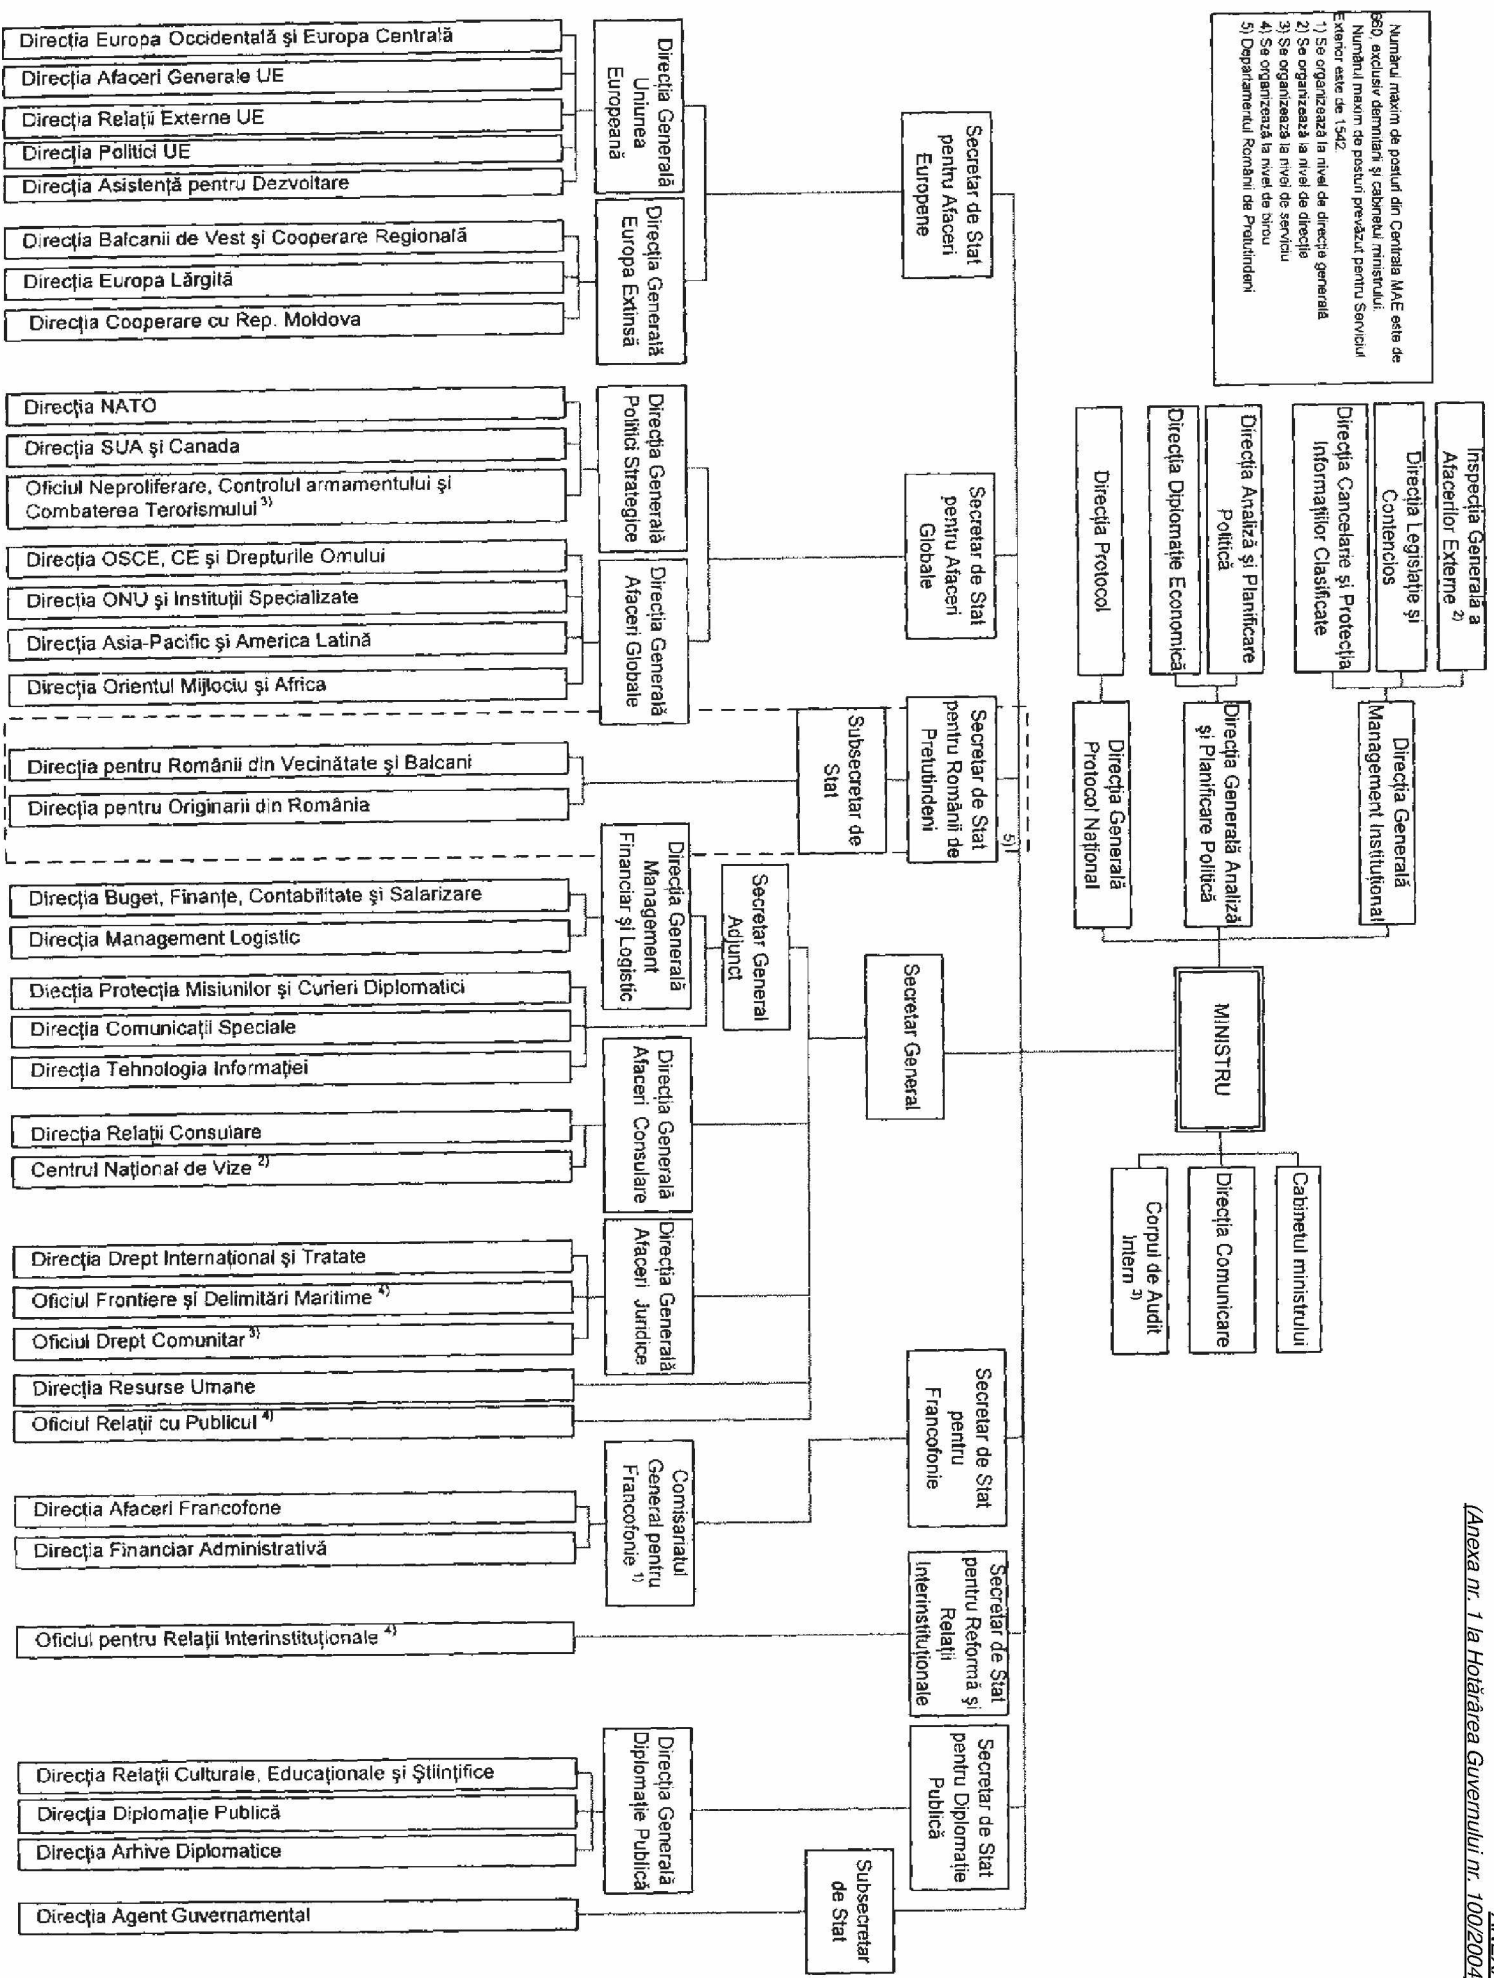 (Anexa nr. 1 la Hotărârea Guvernului nr. 100/2004
Numărul maxim de posturi din Centrala MAE este de
660, exclusiv demnitarii şi cabinetul ministrului.
Numărul maxim de posturi prevăzut pentru Serviciul
Exterior este de 1542.
1) Se organizează la nivel de direcţie generală
2) Se organizează la nivel de direcţie
3) Se organizează la nivel de serviciu
4) Se organizează la nivel de birou
5) Departamentul Românii de Pretutindeni
Inspecţia Generală a
Afacerilor Externe 2)
Direcţia Legislaţie şi
Contencios
Direcţia Cancelarie şi Protecţia
Informaţiilor Clasificate
Direcţia Analiză şi Planificare
Politică
Direcţia Diplomaţie Economică
Direcţia Protocol
Direcţia Generală
Management Instituţional
Direcţia Generală Analiză
şi Planificare Politică
Direcţia Generală
Protocol Naţional
MINISTRU
Cabinetul ministrului
Direcţia Comunicare
Corpul de Audit
Intern 3)
Secretar de Stat
pentru Afaceri
Europene
Secretar de Stat
pentru Afaceri
Globale
Secretar de Stat
pentru Românii de
Pretutindeni
5)
Subsecretar de
Stat
Secretar General
Secretar General
Adjunct
Secretar de Stat
pentru
Francofonie
Secretar de Stat
pentru Reformă şi
Relaţii
Interinstituţionale
Secretar de Stat
pentru Diplomaţie
Publică
Subsecretar
de Stat
Direcţia Generală
Uniunea
Europeană
Direcţia Generală
Europa Extinsă
Direcţia Generală
Politici Strategice
Direcţia Generală
Afaceri Globale
Direcţia Generală
Management
Financiar şi Logistic
Direcţia Generală
Afaceri Consulare
Direcţia Generală
Afaceri Juridice
Comisariatul
General pentru
Francofonie 1)
Direcţia Generală
Diplomaţie Publică
Direcţia Europa Occidentală şi Europa Centrală
Direcţia Afaceri Generale UE
Direcţia Relaţii Externe UE
Direcţia Politici UE
Direcţia Asistenţă pentru Dezvoltare
Direcţia Balcanii de Vest şi Cooperare Regională
Direcţia Europa Lărgită
Direcţia Cooperare cu Rep. Moldova
Direcţia NATO
Direcţia SUA şi Canada
Oficiul Neproliferare, Controlul armamentului şi
Combaterea Terorismului 3)
Direcţia OSCE, CE şi Drepturile Omului
Direcţia ONU şi Instituţii Specializate
Direcţia Asia-Pacific şi America Latină
Direcţia Orientul Mijlociu şi Africa
Direcţia pentru Românii din Vecinătate şi Balcani
Direcţia pentru Originarii din România
Direcţia Buget, Finanţe, Contabilitate şi Salarizare
Direcţia Management Logistic
Diecţia Protecţia Misiunilor şi Curieri Diplomatici
Direcţia Comunicaţii Speciale
Direcţia Tehnologia Informaţiei
Direcţia Relaţii Consulare
Centrul Naţional de Vize 2)
Direcţia Drept Internaţional şi Tratate
Oficiul Frontiere şi Delimitări Maritime 4)
Oficiul Drept Comunitar 3)
Direcţia Resurse Umane
Oficiul Relaţii cu Publicul 4)
Direcţia Afaceri Francofone
Direcţia Financiar Administrativă
Oficiul pentru Relaţii Interinstituţionale 4)
Direcţia Relaţii Culturale, Educaţionale şi Ştiinţifice
Direcţia Diplomaţie Publică
Direcţia Arhive Diplomatice
Direcţia Agent Guvernamental